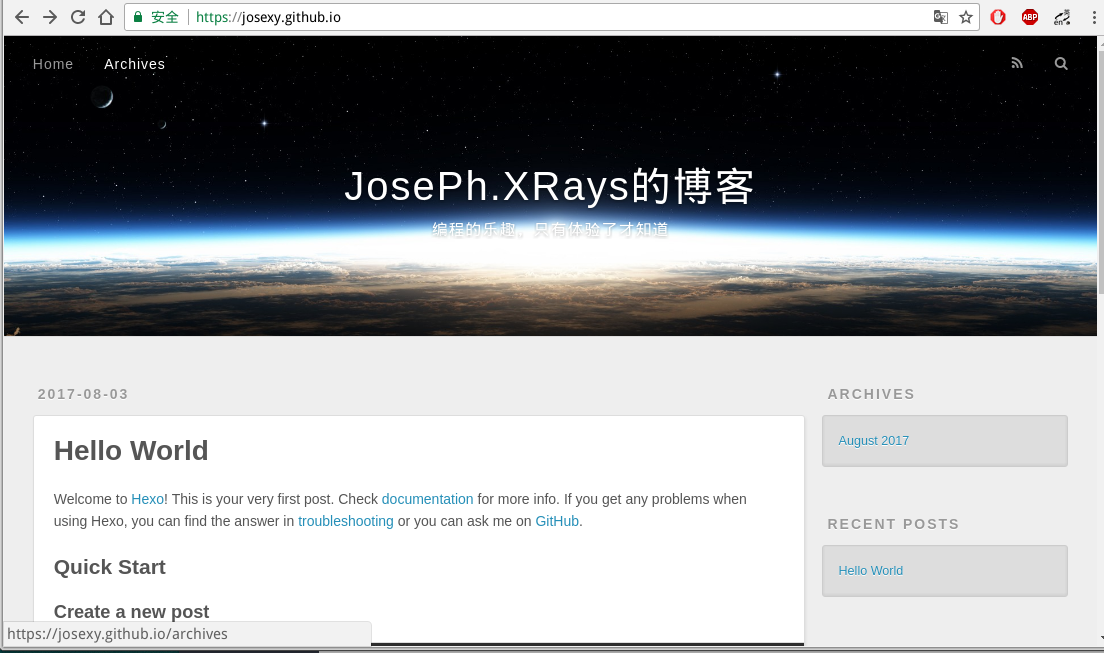 安全 https://josexy.github.io
ABP
英
en
Home Archives
JosePh.XRays的博客
编程的乐趣，只有体验了才知道
2017-08-03
Hello World
Welcome to Hexo! This is your very first post. Check documentation for more info. If you get any problems when
using Hexo, you can find the answer in troubleshooting or you can ask me on GitHub.
Quick Start
Create a new post
ARCHIVES
August 2017
RECENT POSTS
Hello World
https://josexy.github.io/archives